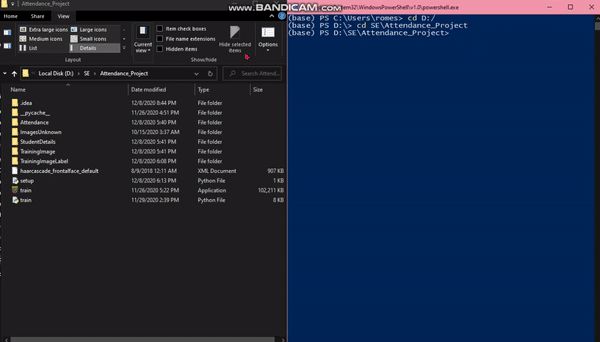 Attendance_Project
WWW.BANDICAM.COM
tem32\WindowsPowerShell\v1.0\powershell.exe
Home
Share
View
Extra large icons
Large icons
Medium icons
Small icons
List
Details
Layout
Current view
Item check boxes
File name extensions
Hidden items
Hide selected items
Show/hide
Options
Local Disk (D:) > SE > Attendance_Project
Search Attend...
Name
Date modified
Type
Size
.idea 12/8/2020 8:44 PM File folder
__pycache__ 11/26/2020 4:51 PM File folder
Attendance 12/8/2020 5:40 PM File folder
ImagesUnknown 10/15/2020 3:37 AM File folder
StudentDetails 12/8/2020 5:41 PM File folder
TrainingImage 12/8/2020 5:41 PM File folder
TrainingImageLabel 12/8/2020 6:08 PM File folder
haarcascade_frontalface_default 8/9/2018 12:11 AM XML Document 907 KB
setup 12/8/2020 6:13 PM Python File 1 KB
train 11/26/2020 5:22 PM Application 102,211 KB
train 11/29/2020 2:39 PM Python File 8 KB
(base) PS C:\Users\romes> cd D:/
(base) PS D:\> cd SE\Attendance_Project
(base) PS D:\SE\Attendance_Project>